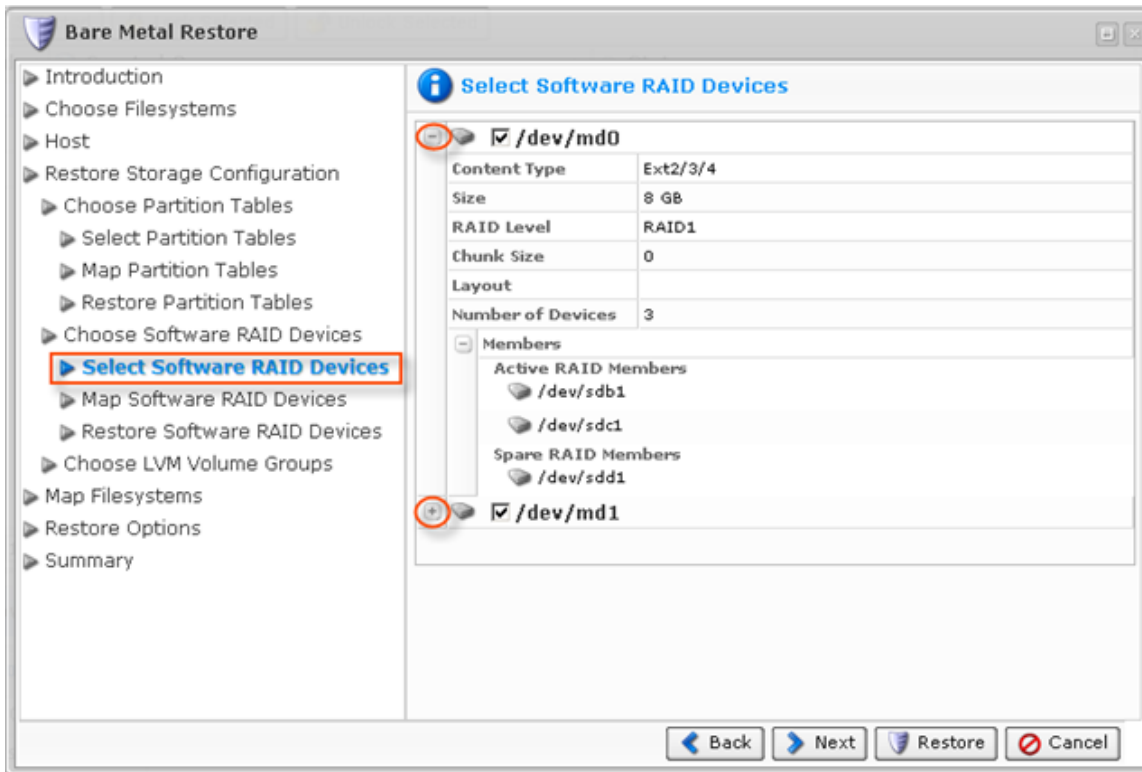 Bare Metal Restore
Introduction
Choose Filesystems
Host
Restore Storage Configuration
Choose Partition Tables
Select Partition Tables
Map Partition Tables
Restore Partition Tables
Choose Software RAID Devices
Select Software RAID Devices
Map Software RAID Devices
Restore Software RAID Devices
Choose LVM Volume Groups
Map Filesystems
Restore Options
Summary
Select Software RAID Devices
/dev/md0
Content Type Ext2/3/4
Size 8 GB
RAID Level RAID1
Chunk Size 0
Layout
Number of Devices 3
Members
Active RAID Members
/dev/sdb1
/dev/sdc1
Spare RAID Members
/dev/sdd1
/dev/md1
Back Next Restore Cancel